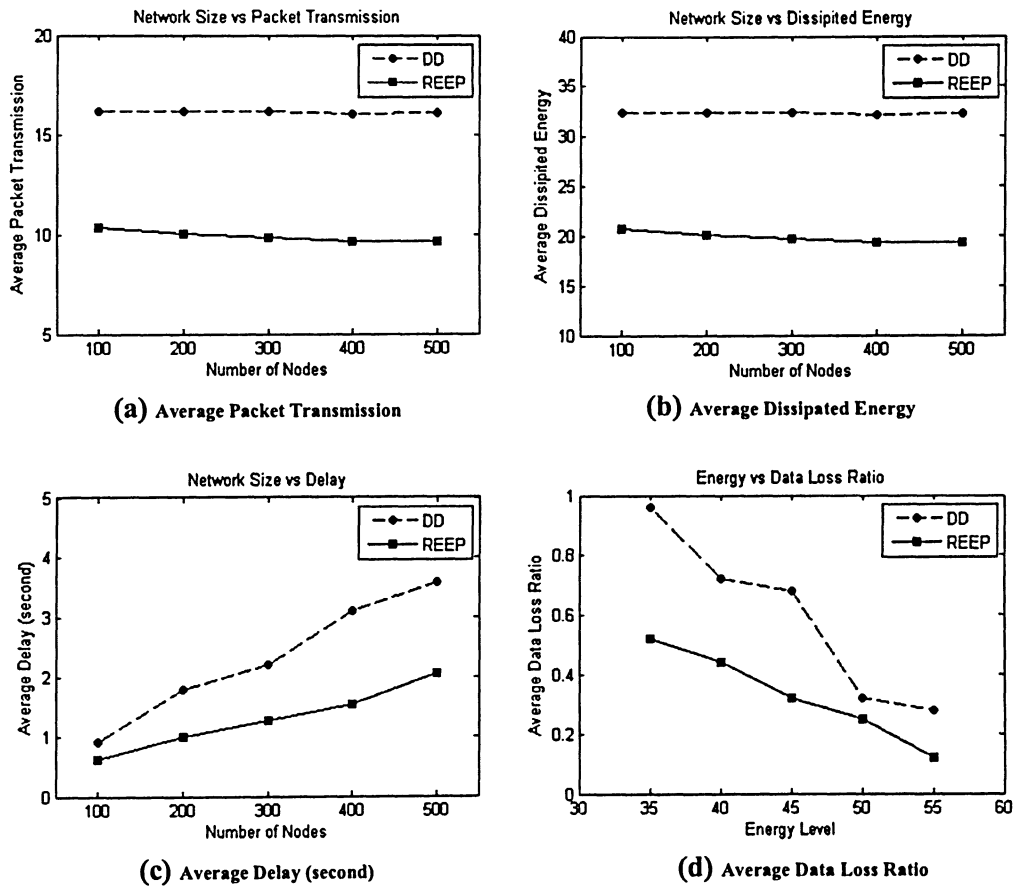 Network Size vs Packet Transmission
20
15
10
5
Average Packet Transmission
DD
REEP
100 200 300 400 500
Number of Nodes
(a) Average Packet Transmission
Network Size vs Dissipited Energy
40
35
30
25
20
15
10
Average Dissipited Energy
DD
REEP
100 200 300 400 500
Number of Nodes
(b) Average Dissipated Energy
Network Size vs Delay
5
4
3
2
1
0
Average Delay (second)
DD
REEP
100 200 300 400 500
Number of Nodes
(c) Average Delay (second)
Energy vs Data Loss Ratio
1
0.8
0.6
0.4
0.2
0
Average Data Loss Ratio
DD
REEP
30 35 40 45 50 55 60
Energy Level
(d) Average Data Loss Ratio